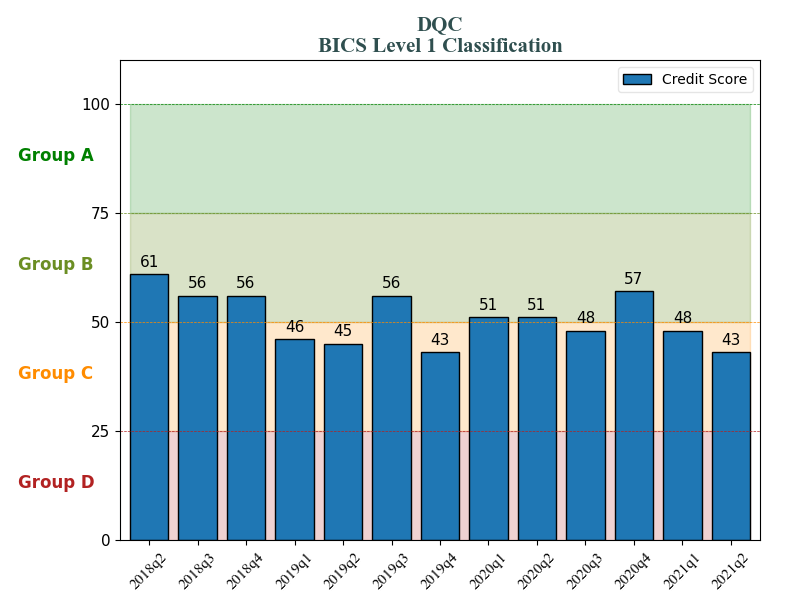 DQC
BICS Level 1 Classification
Credit Score
100
Group A
75
Group B
61
56
56
46
45
56
43
51
51
48
57
48
43
50
Group C
25
Group D
0
2018q2
2018q3
2018q4
2019q1
2019q2
2019q3
2019q4
2020q1
2020q2
2020q3
2020q4
2021q1
2021q2